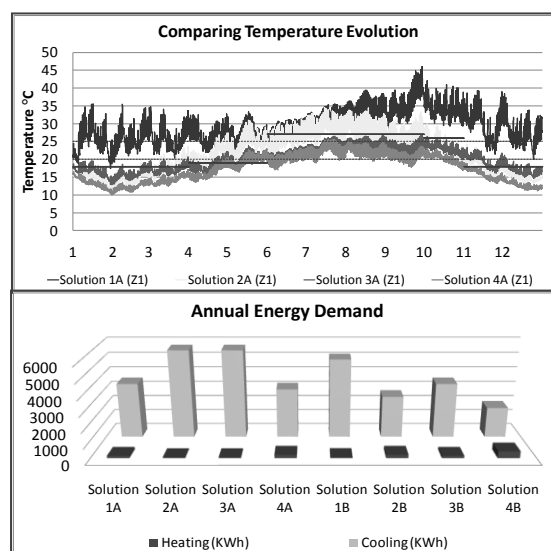 Comparing Temperature Evolution
Temperature °C
50
45
40
35
30
25
20
15
10
5
0
1 2 3 4 5 6 7 8 9 10 11 12
Solution 1A (Z1) Solution 2A (Z1) Solution 3A (Z1) Solution 4A (Z1)
Annual Energy Demand
6000
5000
4000
3000
2000
1000
0
Solution 1A Solution 2A Solution 3A Solution 4A Solution 1B Solution 2B Solution 3B Solution 4B
Heating (KWh) Cooling (KWh)